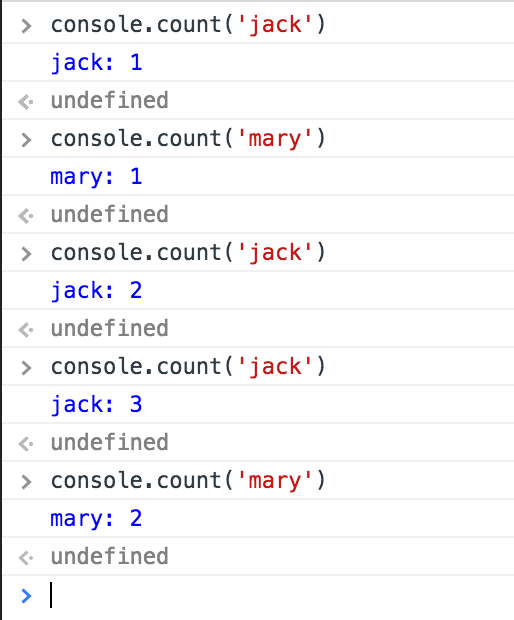 > console.count('jack')
jack: 1
undefined
> console.count('mary')
mary: 1
undefined
> console.count('jack')
jack: 2
undefined
> console.count('jack')
jack: 3
undefined
> console.count('mary')
mary: 2
undefined
>